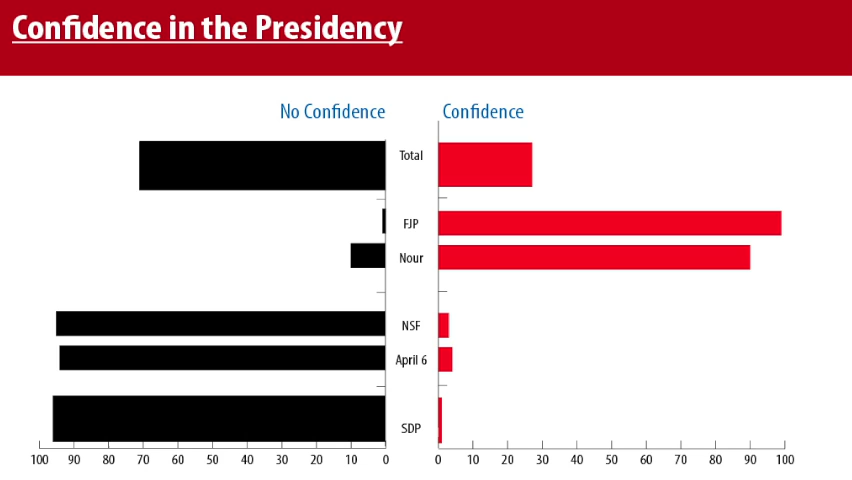 Confidence in the Presidency
No Confidence Confidence
Total
FJP
Nour
NSF
April 6
SDP
100 90 80 70 60 50 40 30 20 10 0 0 10 20 30 40 50 60 70 80 90 100